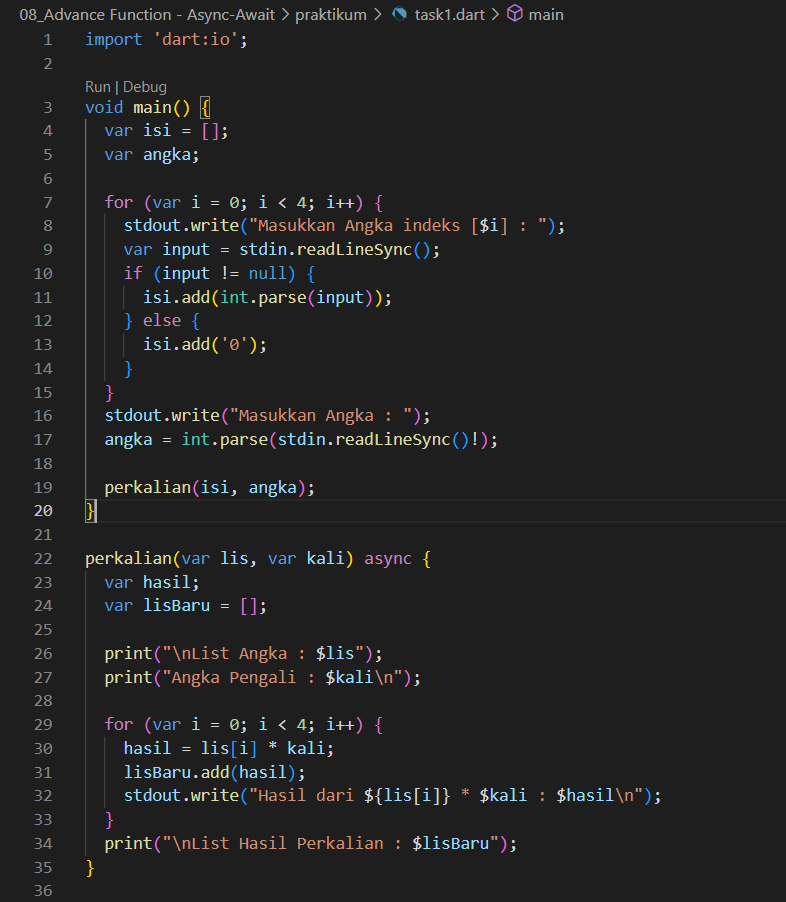 08_Advance Function - Async-Await > praktikum > task1.dart > main
1 import 'dart:io';
2
Run | Debug
3 void main() {
4   var isi = [];
5   var angka;
6
7   for (var i = 0; i < 4; i++) {
8     stdout.write("Masukkan Angka indeks [$i] : ");
9     var input = stdin.readLineSync();
10     if (input != null) {
11       isi.add(int.parse(input));
12     } else {
13       isi.add('0');
14     }
15   }
16   stdout.write("Masukkan Angka : ");
17   angka = int.parse(stdin.readLineSync()!);
18
19   perkalian(isi, angka);
20 }
21
22 perkalian(var lis, var kali) async {
23   var hasil;
24   var lisBaru = [];
25
26   print("\nList Angka : $lis");
27   print("Angka Pengali : $kali\n");
28
29   for (var i = 0; i < 4; i++) {
30     hasil = lis[i] * kali;
31     lisBaru.add(hasil);
32     stdout.write("Hasil dari ${lis[i]} * $kali : $hasil\n");
33   }
34   print("\nList Hasil Perkalian : $lisBaru");
35 }
36